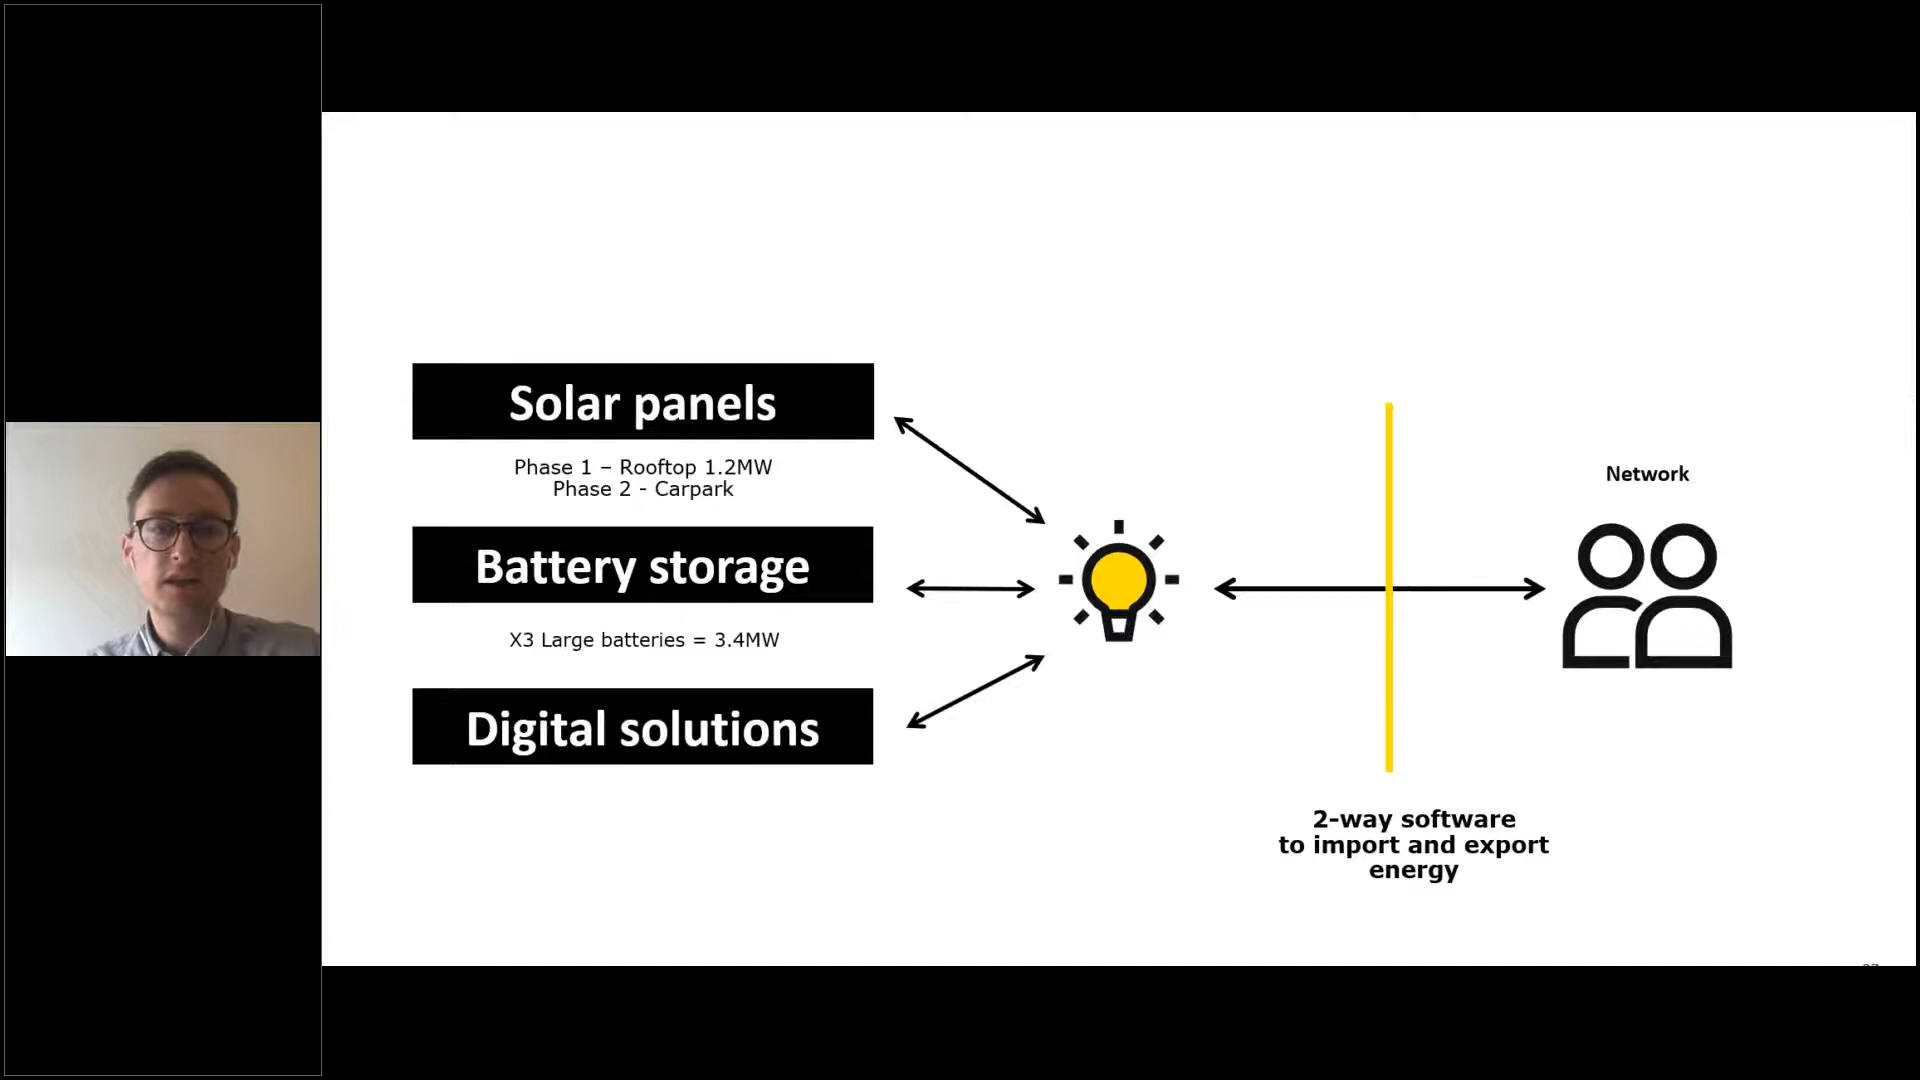 Solar panels
Phase 1 – Rooftop 1.2MW
Phase 2 - Carpark
Battery storage
X3 Large batteries = 3.4MW
Digital solutions
Network
2-way software
to import and export
energy